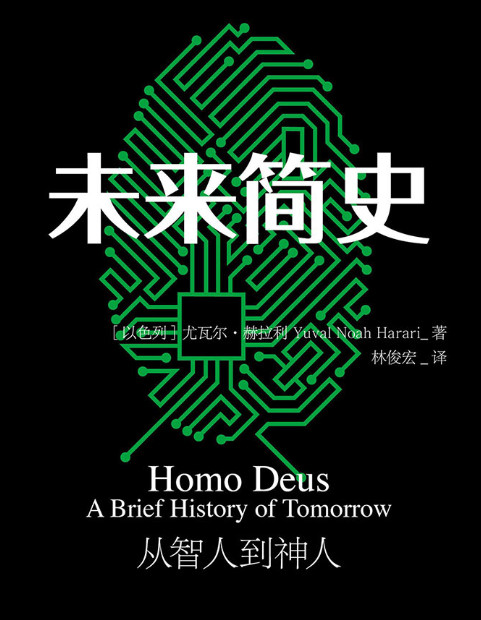 未来简史
［以色列］尤瓦尔·赫拉利 Yuval Noah Harari_ 著
林俊宏 _ 译
Homo Deus
A Brief History of Tomorrow
从智人到神人